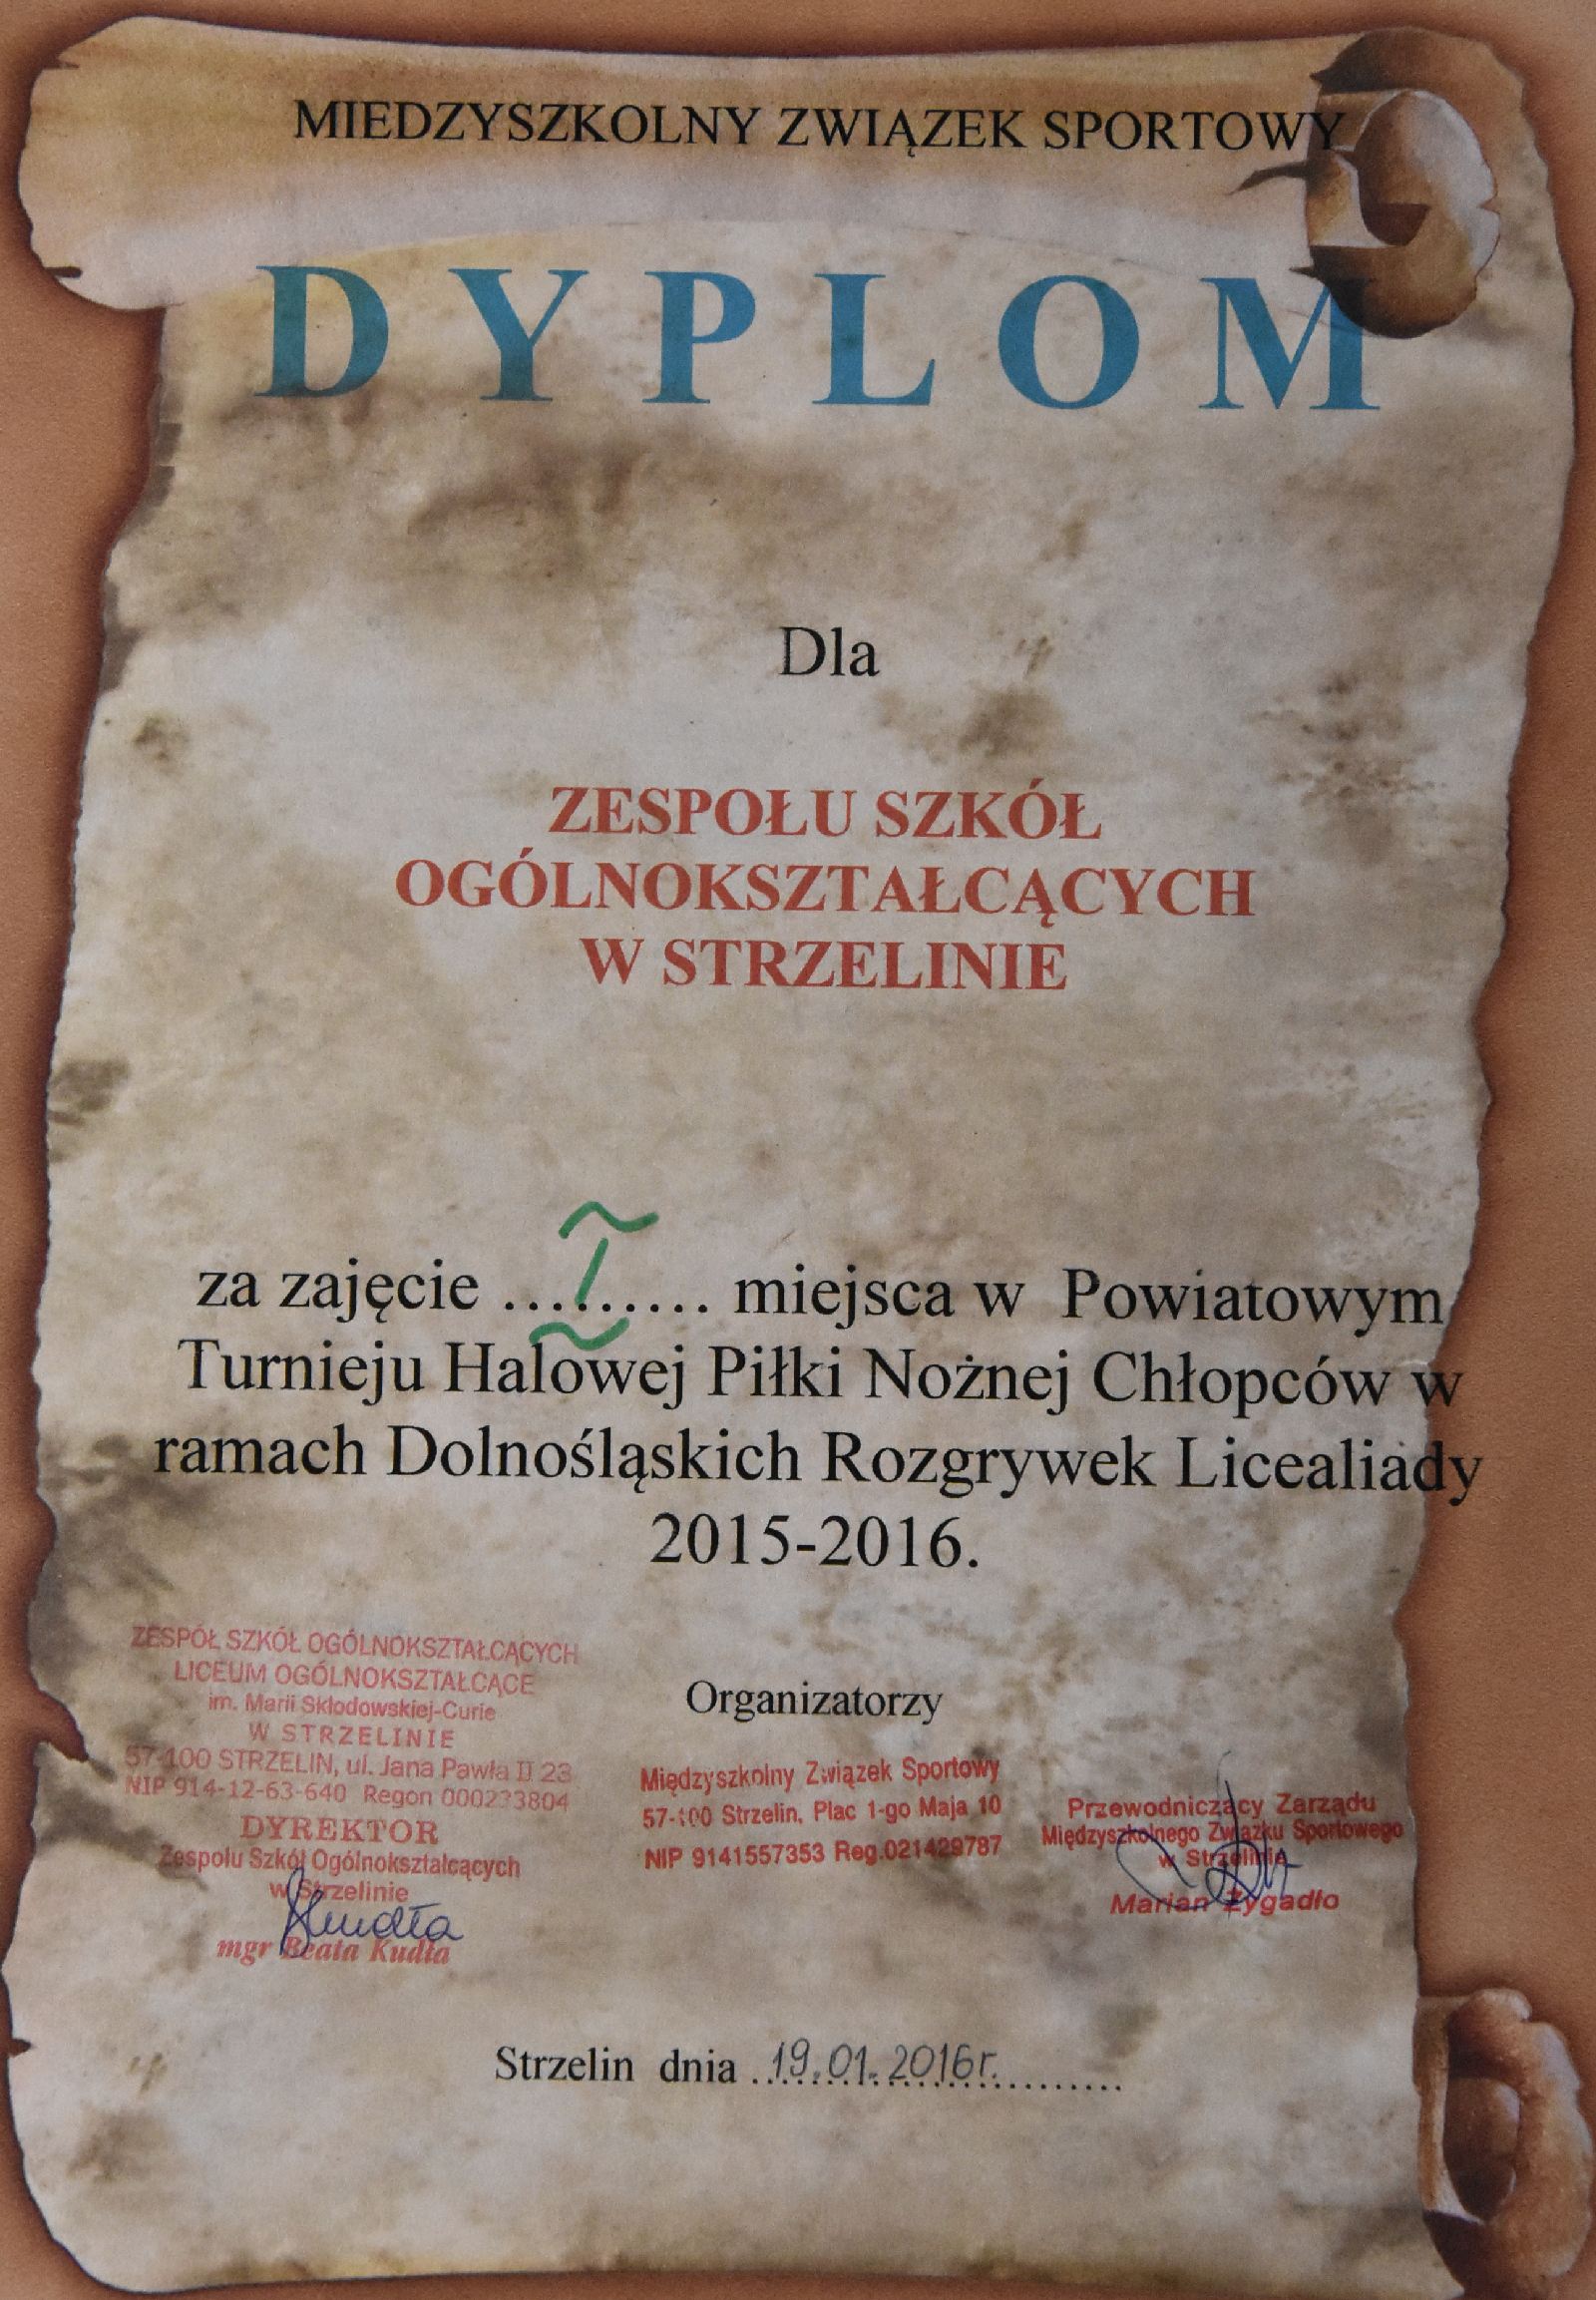 MIEDZYSZKOLNY ZWIĄZEK SPORTOWY
DYPLOM
Dla
ZESPOŁU SZKÓŁ
OGÓLNOKSZTAŁCĄCYCH
W STRZELINIE
za zajęcie ....I..... miejsca w Powiatowym
Turnieju Halowej Piłki Nożnej Chłopców w
ramach Dolnośląskich Rozgrywek Licealiady
2015-2016.
ZESPÓŁ SZKÓŁ OGÓLNOKSZTAŁCĄCYCH
LICEUM OGÓLNOKSZTAŁCĄCE
im. Marii Skłodowskiej-Curie
W STRZELINIE
57-100 STRZELIN, ul. Jana Pawła II 23
NIP 914-12-63-640 Regon 000233804
DYREKTOR
Zespołu Szkół Ogólnokształcących
w Strzelinie
Kudła
mgr Beata Kudła
Organizatorzy
Międzyszkolny Związek Sportowy
57-100 Strzelin, Plac 1-go Maja 10
NIP 9141557353 Reg.021429787
Przewodniczący Zarządu
Międzyszkolnego Związku Sportowego
w Strzelinie
Marian Żygadło
Strzelin dnia 19.01.2016r.